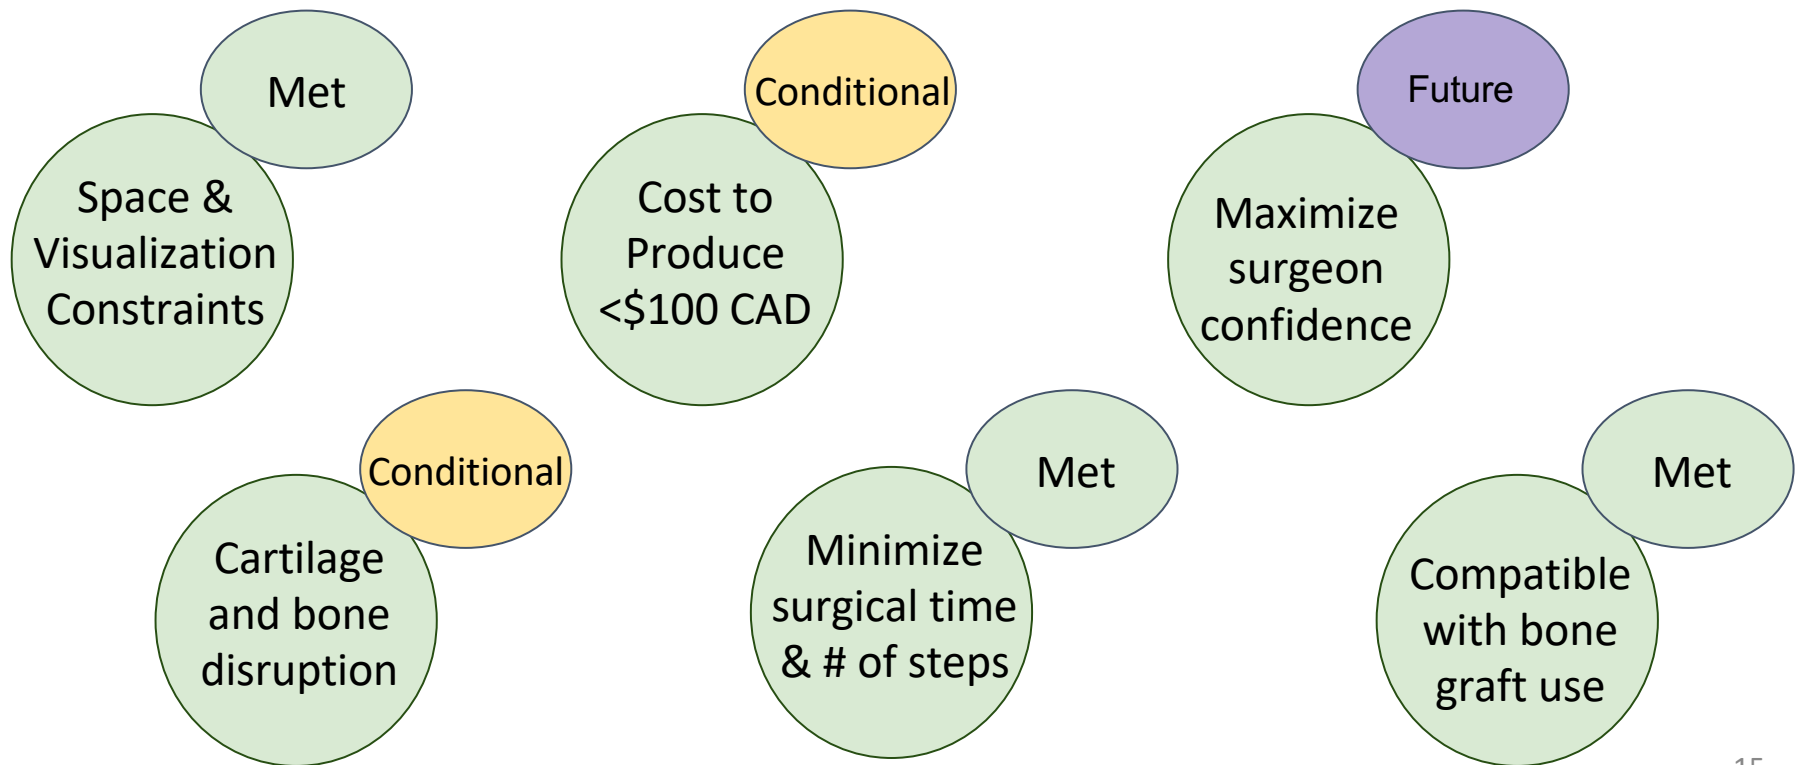 Met
Space &
Visualization
Constraints
Conditional
Cost to
Produce
<$100 CAD
Future
Maximize
surgeon
confidence
Conditional
Cartilage
and bone
disruption
Met
Minimize
surgical time
& # of steps
Met
Compatible
with bone
graft use
15